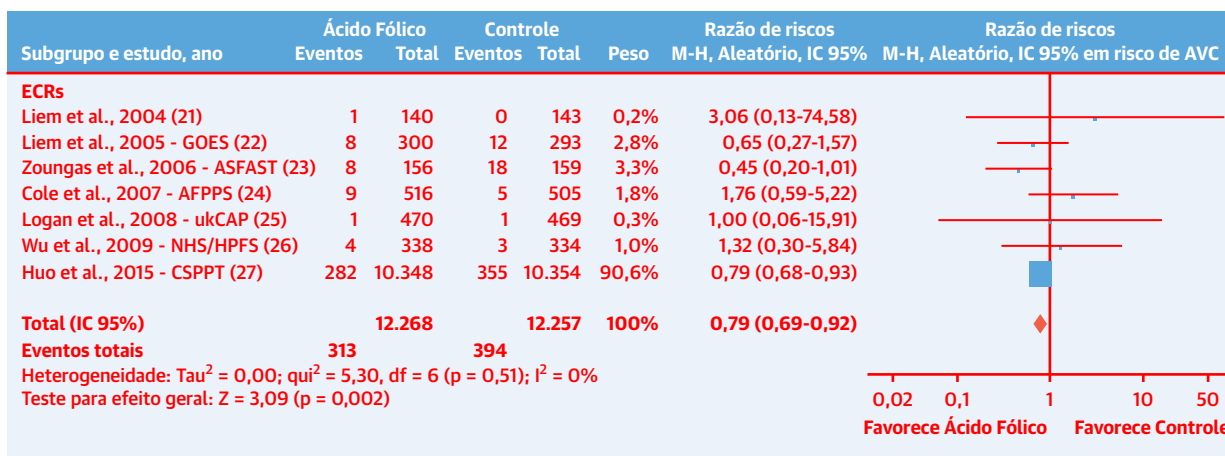 Ácido Fólico Controle Razão de riscos Razão de riscos
Subgrupo e estudo, ano Eventos Total Eventos Total Peso M-H, Aleatório, IC 95% M-H, Aleatório, IC 95% em risco de AVC
ECRs
Liem et al., 2004 (21) 1 140 0 143 0,2% 3,06 (0,13-74,58)
Liem et al., 2005 - GOES (22) 8 300 12 293 2,8% 0,65 (0,27-1,57)
Zoungas et al., 2006 - ASFAST (23) 8 156 18 159 3,3% 0,45 (0,20-1,01)
Cole et al., 2007 - AFPPS (24) 9 516 5 505 1,8% 1,76 (0,59-5,22)
Logan et al., 2008 - ukCAP (25) 1 470 1 469 0,3% 1,00 (0,06-15,91)
Wu et al., 2009 - NHS/HPFS (26) 4 338 3 334 1,0% 1,32 (0,30-5,84)
Huo et al., 2015 - CSPPT (27) 282 10.348 355 10.354 90,6% 0,79 (0,68-0,93)
Total (IC 95%) 12.268 12.257 100% 0,79 (0,69-0,92)
Eventos totais 313 394
Heterogeneidade: Tau² = 0,00; qui² = 5,30, df = 6 (p = 0,51); I² = 0%
Teste para efeito geral: Z = 3,09 (p = 0,002)
0,02 0,1 1 10 50
Favorece Ácido Fólico Favorece Controle